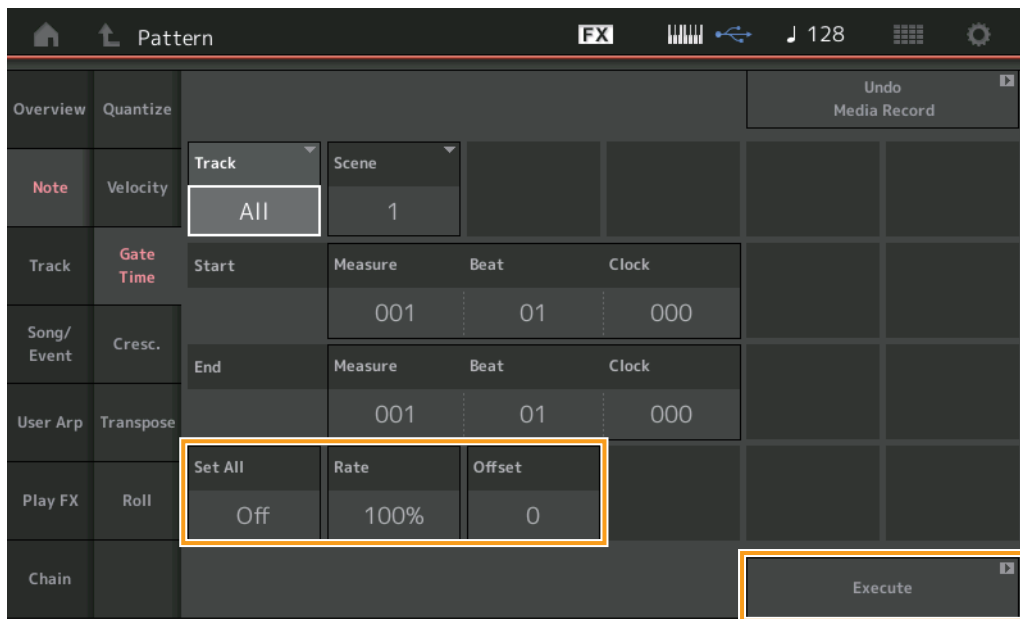 Pattern FX ♩ 128
Overview Quantize Undo
Media Record
Track Scene
Note Velocity
All 1
Track Gate
Time Start Measure Beat Clock
001 01 000
Song/
Event Cresc.
End Measure Beat Clock
User Arp Transpose 001 01 000
Set All Rate Offset
Play FX Roll
Off 100% 0
Chain Execute